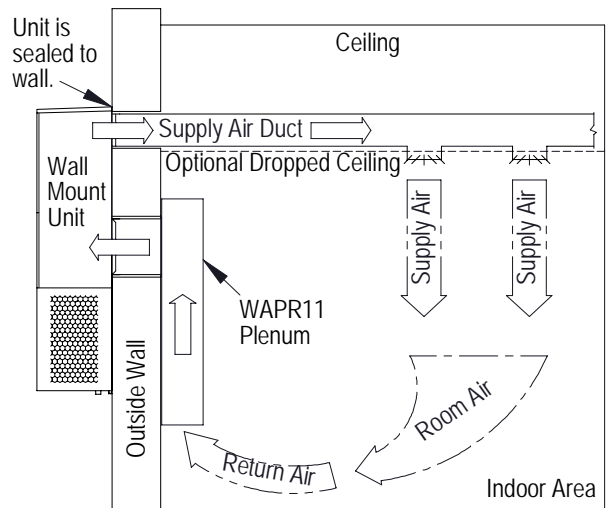 Unit is
sealed to
wall.
Ceiling
Supply Air Duct
Optional Dropped Ceiling
Wall
Mount
Unit
Supply Air
Supply Air
WAPR11
Plenum
Outside Wall
Room Air
Return Air
Indoor Area